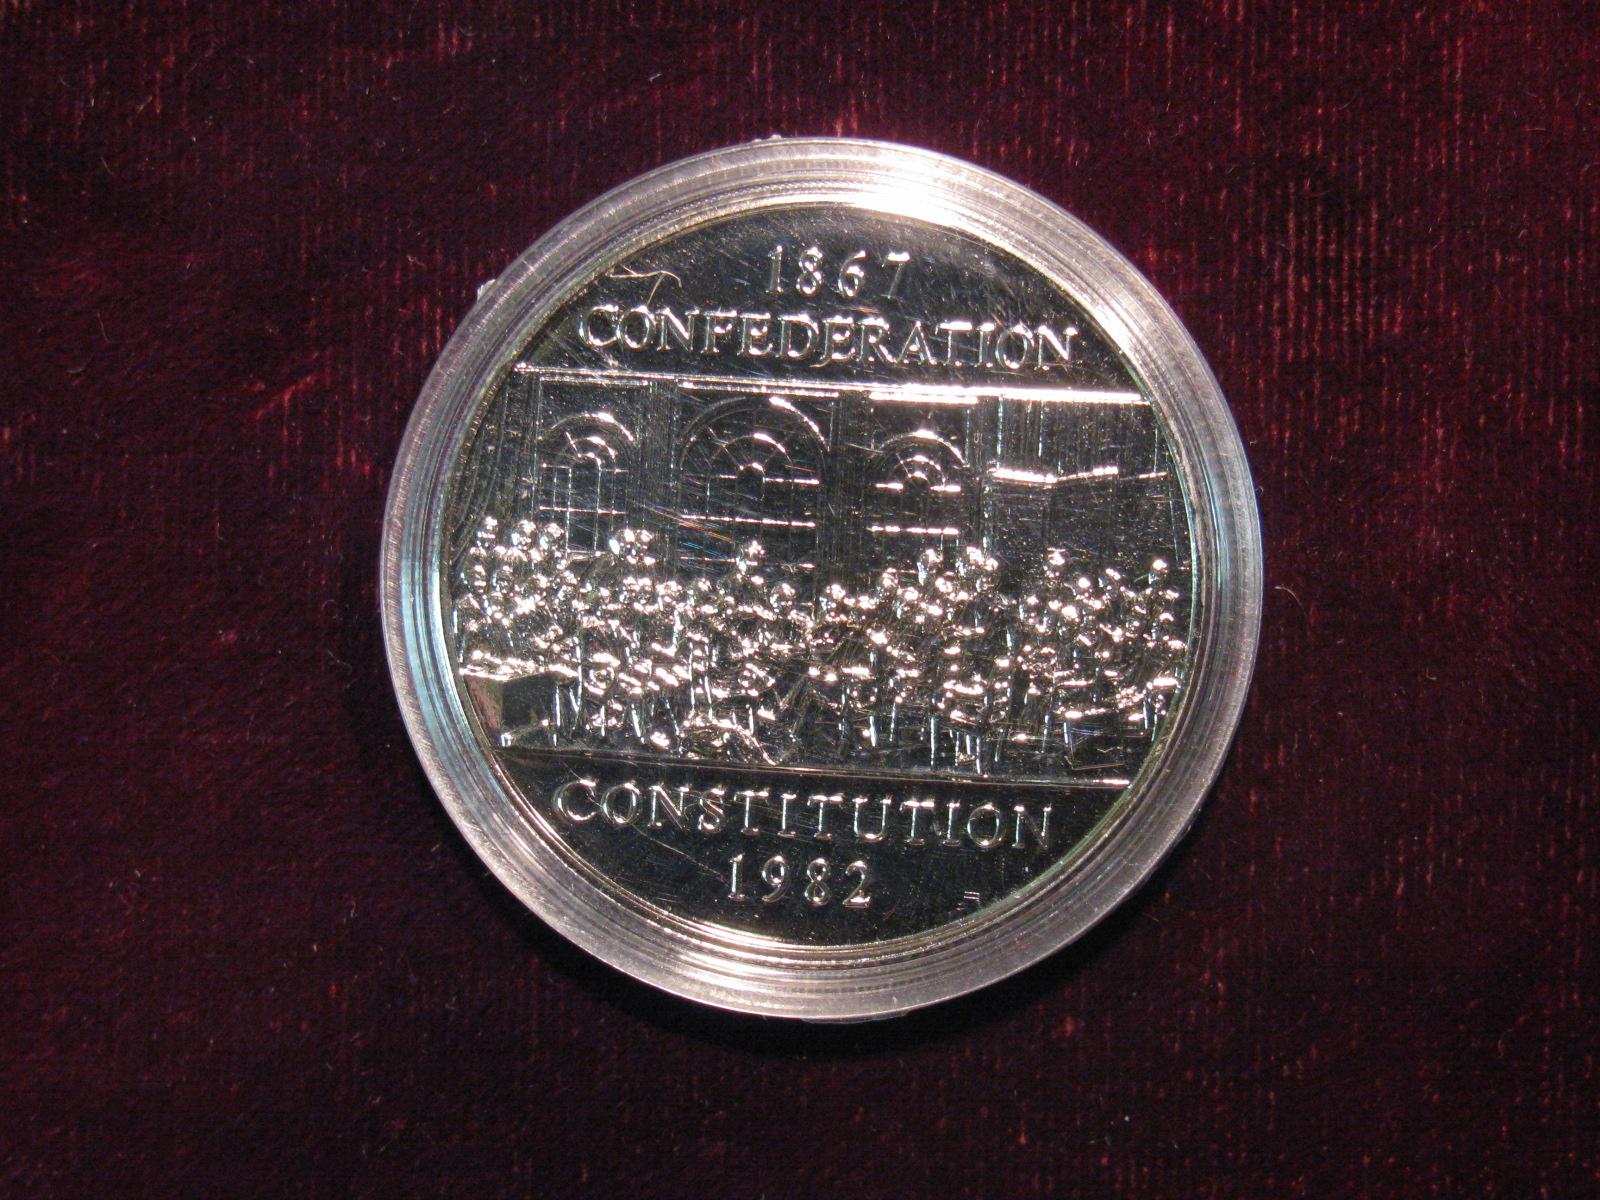 1867
CONFEDERATION
CONSTITUTION
1982